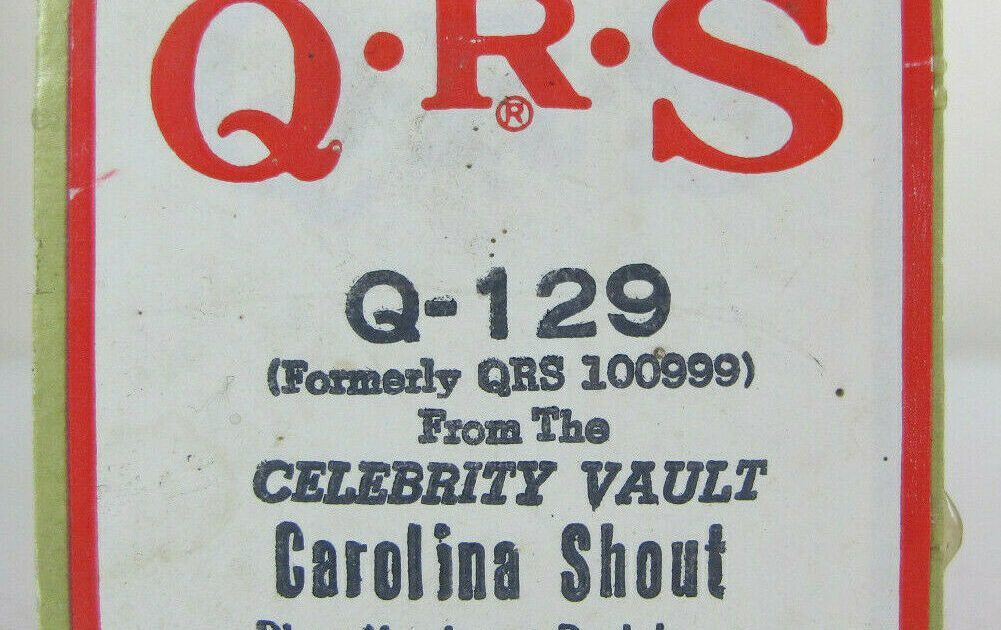 Q·R·S
®
Q-129
(Formerly QRS 100999)
From The
CELEBRITY VAULT
Carolina Shout